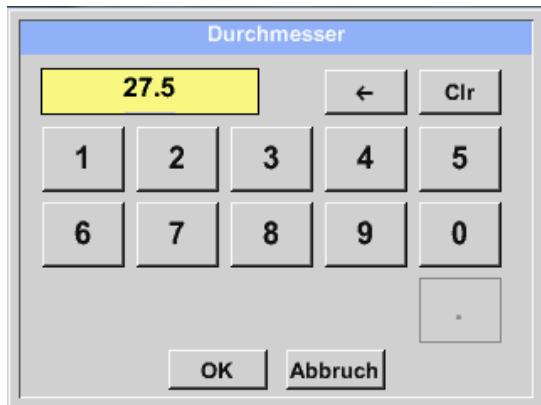 Durchmesser
27.5 ← Clr
1 2 3 4 5
6 7 8 9 0
.
OK Abbruch